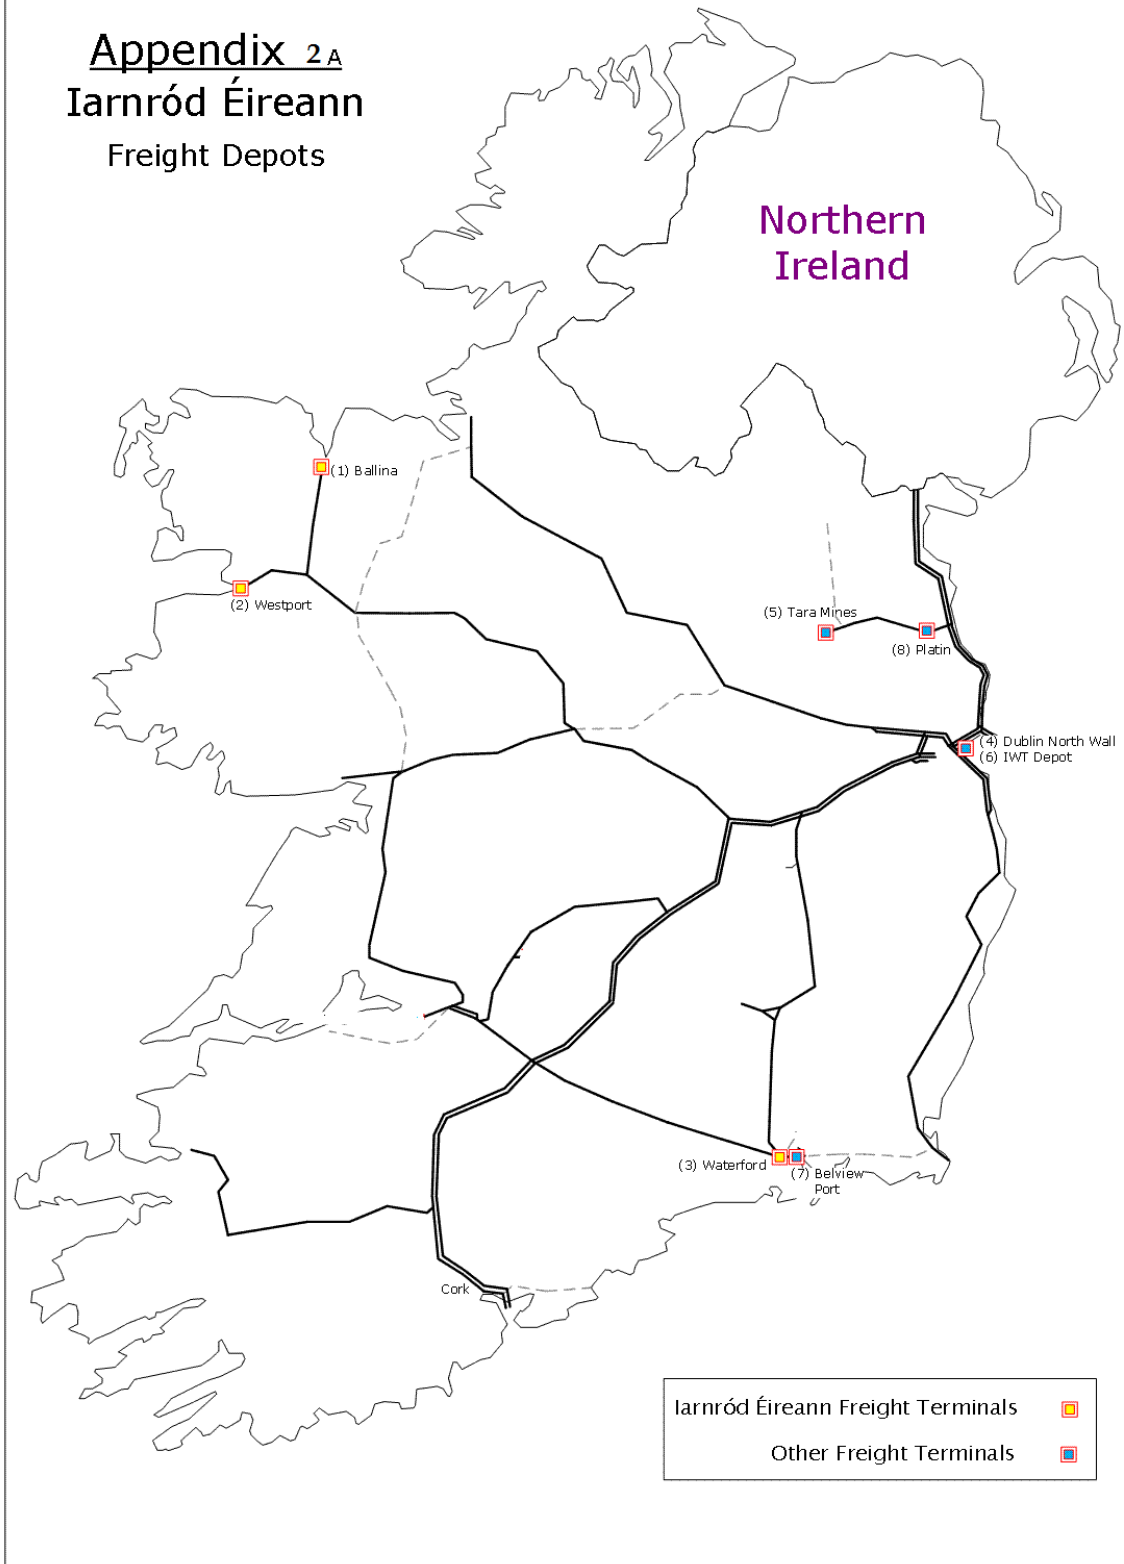 Appendix 2 A
Iarnród Éireann
Freight Depots
Northern
Ireland
(1) Ballina
(2) Westport
(5) Tara Mines
(8) Platin
(4) Dublin North Wall
(6) IWT Depot
(3) Waterford
(7) Belview
Port
Cork
Iarnród Éireann Freight Terminals
Other Freight Terminals